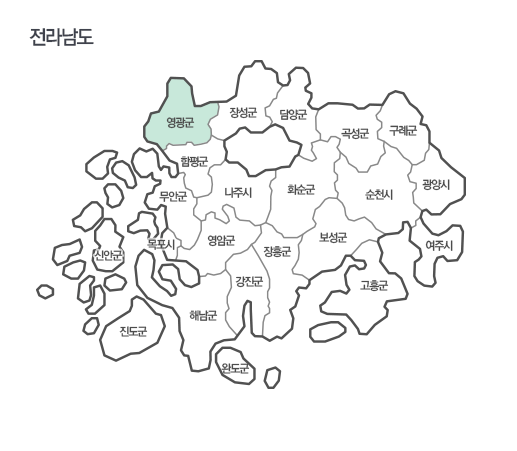 전라남도
영광군
장성군
담양군
곡성군
구례군
함평군
무안군
나주시
화순군
순천시
광양시
목포시
영암군
장흥군
보성군
여주시
신안군
강진군
고흥군
해남군
진도군
완도군